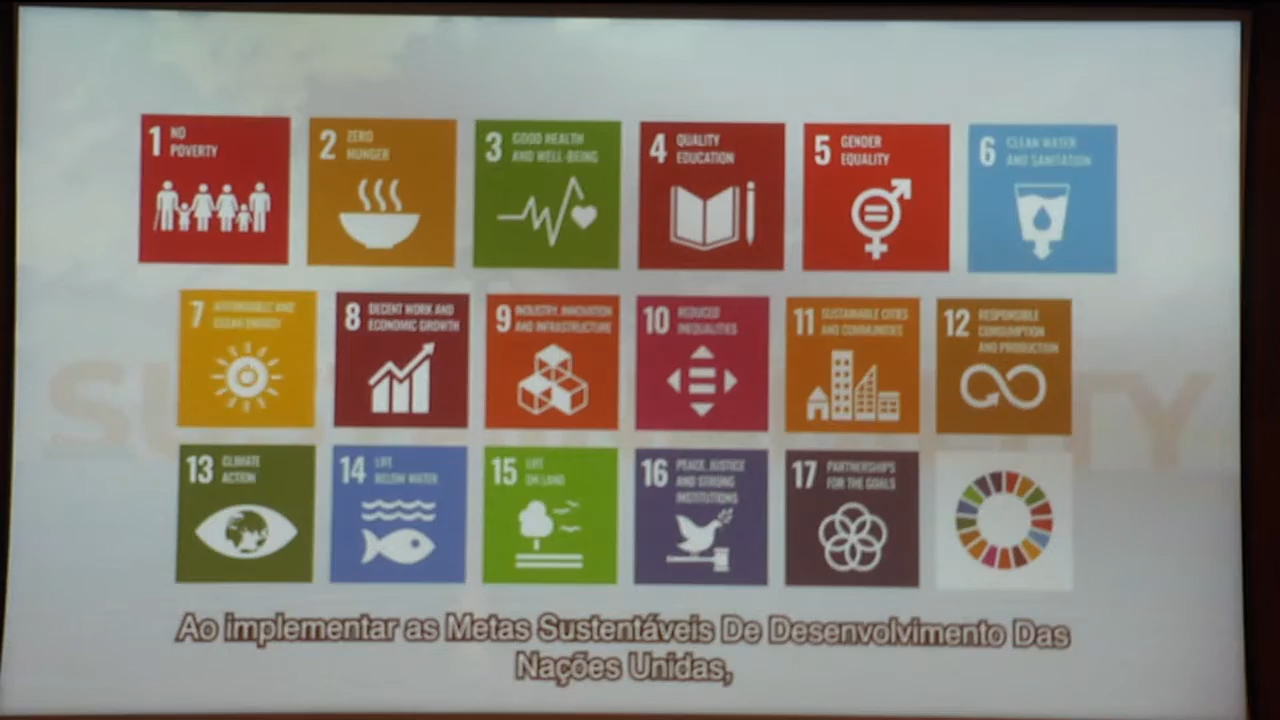 1 NO
POVERTY
2 ZERO
HUNGER
3 GOOD HEALTH
AND WELL-BEING
4 QUALITY
EDUCATION
5 GENDER
EQUALITY
6 CLEAN WATER
AND SANITATION
7 AFFORDABLE AND
CLEAN ENERGY
8 DECENT WORK AND
ECONOMIC GROWTH
9 INDUSTRY, INNOVATION
AND INFRASTRUCTURE
10 REDUCED
INEQUALITIES
11 SUSTAINABLE CITIES
AND COMMUNITIES
12 RESPONSIBLE
CONSUMPTION
AND PRODUCTION
13 CLIMATE
ACTION
14 LIFE
BELOW WATER
15 LIFE
ON LAND
16 PEACE, JUSTICE
AND STRONG
INSTITUTIONS
17 PARTNERSHIPS
FOR THE GOALS
Ao implementar as Metas Sustentáveis De Desenvolvimento Das
Nações Unidas,